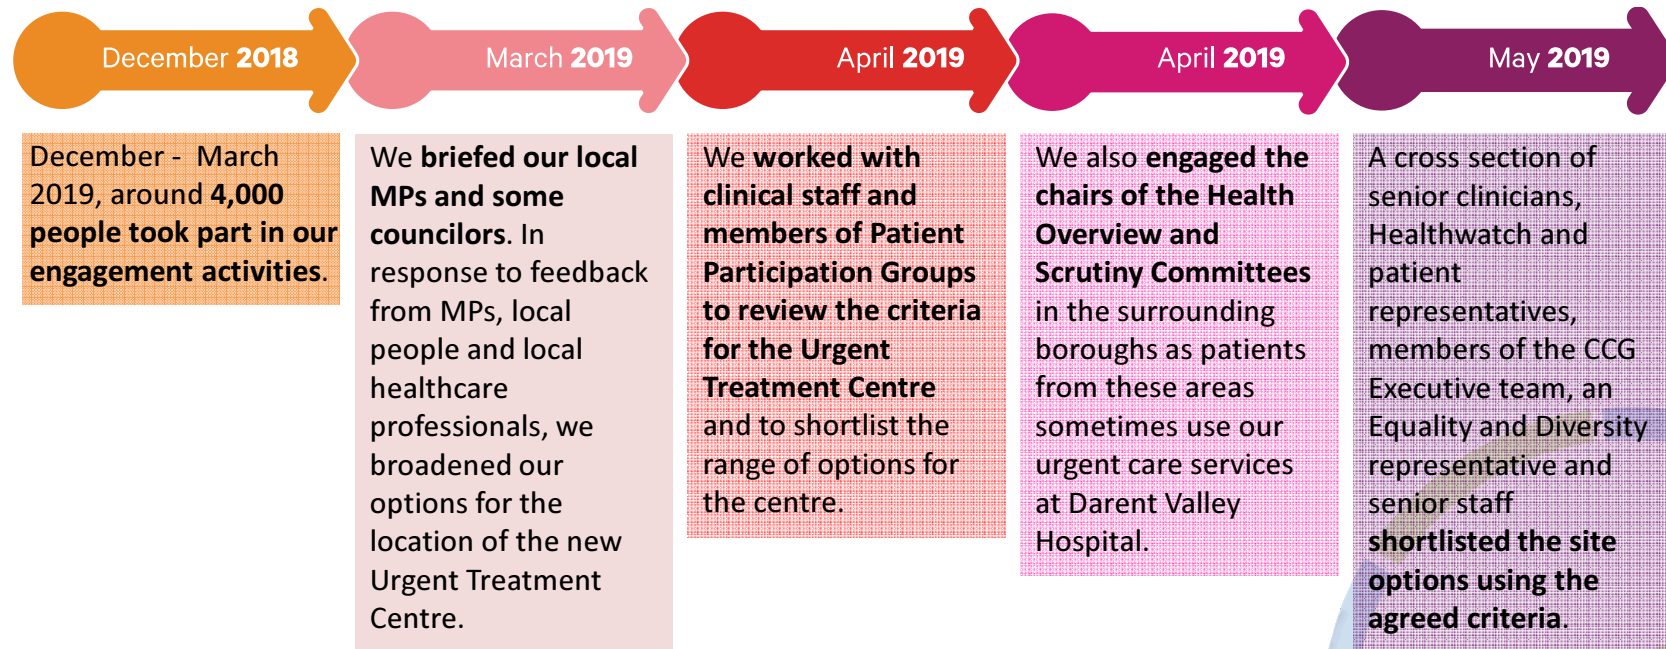 December 2018
March 2019
April 2019
April 2019
May 2019
December - March
2019, around 4,000
people took part in our
engagement activities.
We briefed our local
MPs and some
councilors. In
response to feedback
from MPs, local
people and local
healthcare
professionals, we
broadened our
options for the
location of the new
Urgent Treatment
Centre.
We worked with
clinical staff and
members of Patient
Participation Groups
to review the criteria
for the Urgent
Treatment Centre
and to shortlist the
range of options for
the centre.
We also engaged the
chairs of the Health
Overview and
Scrutiny Committees
in the surrounding
boroughs as patients
from these areas
sometimes use our
urgent care services
at Darent Valley
Hospital.
A cross section of
senior clinicians,
Healthwatch and
patient
representatives,
members of the CCG
Executive team, an
Equality and Diversity
representative and
senior staff
shortlisted the site
options using the
agreed criteria.